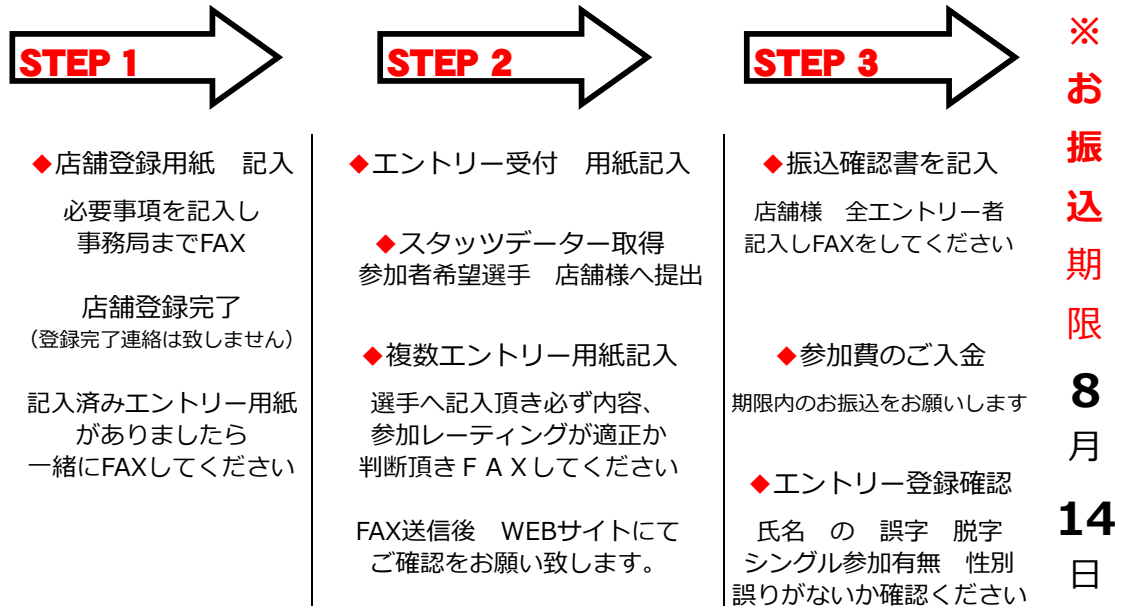 STEP 1
◆店舗登録用紙　記入
必要事項を記入し
事務局までFAX
店舗登録完了
（登録完了連絡は致しません）
記入済みエントリー用紙
がありましたら
一緒にFAXしてください
STEP 2
◆エントリー受付　用紙記入
◆スタッツデーター取得
参加者希望選手　店舗様へ提出
◆複数エントリー用紙記入
選手へ記入頂き必ず内容、
参加レーティングが適正か
判断頂きＦＡＸしてください
FAX送信後　WEBサイトにて
ご確認をお願い致します。
STEP 3
◆振込確認書を記入
店舗様　全エントリー者
記入しFAXをしてください
◆参加費のご入金
期限内のお振込をお願いします
◆エントリー登録確認
氏名　の　誤字　脱字
シングル参加有無　性別
誤りがないか確認ください
※お振込期限8月14日